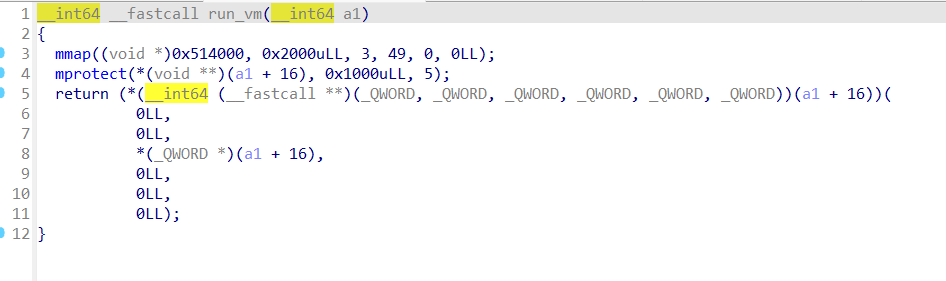 1 __int64 __fastcall run_vm(__int64 a1)
2 {
3 mmap((void *)0x514000, 0x2000uLL, 3, 49, 0, 0LL);
4 mprotect(*(void **)(a1 + 16), 0x1000uLL, 5);
5 return (*(__int64 (__fastcall **)(_QWORD, _QWORD, _QWORD, _QWORD, _QWORD, _QWORD))(a1 + 16))(
6 0LL,
7 0LL,
8 *(_QWORD *)(a1 + 16),
9 0LL,
10 0LL,
11 0LL);
12 }